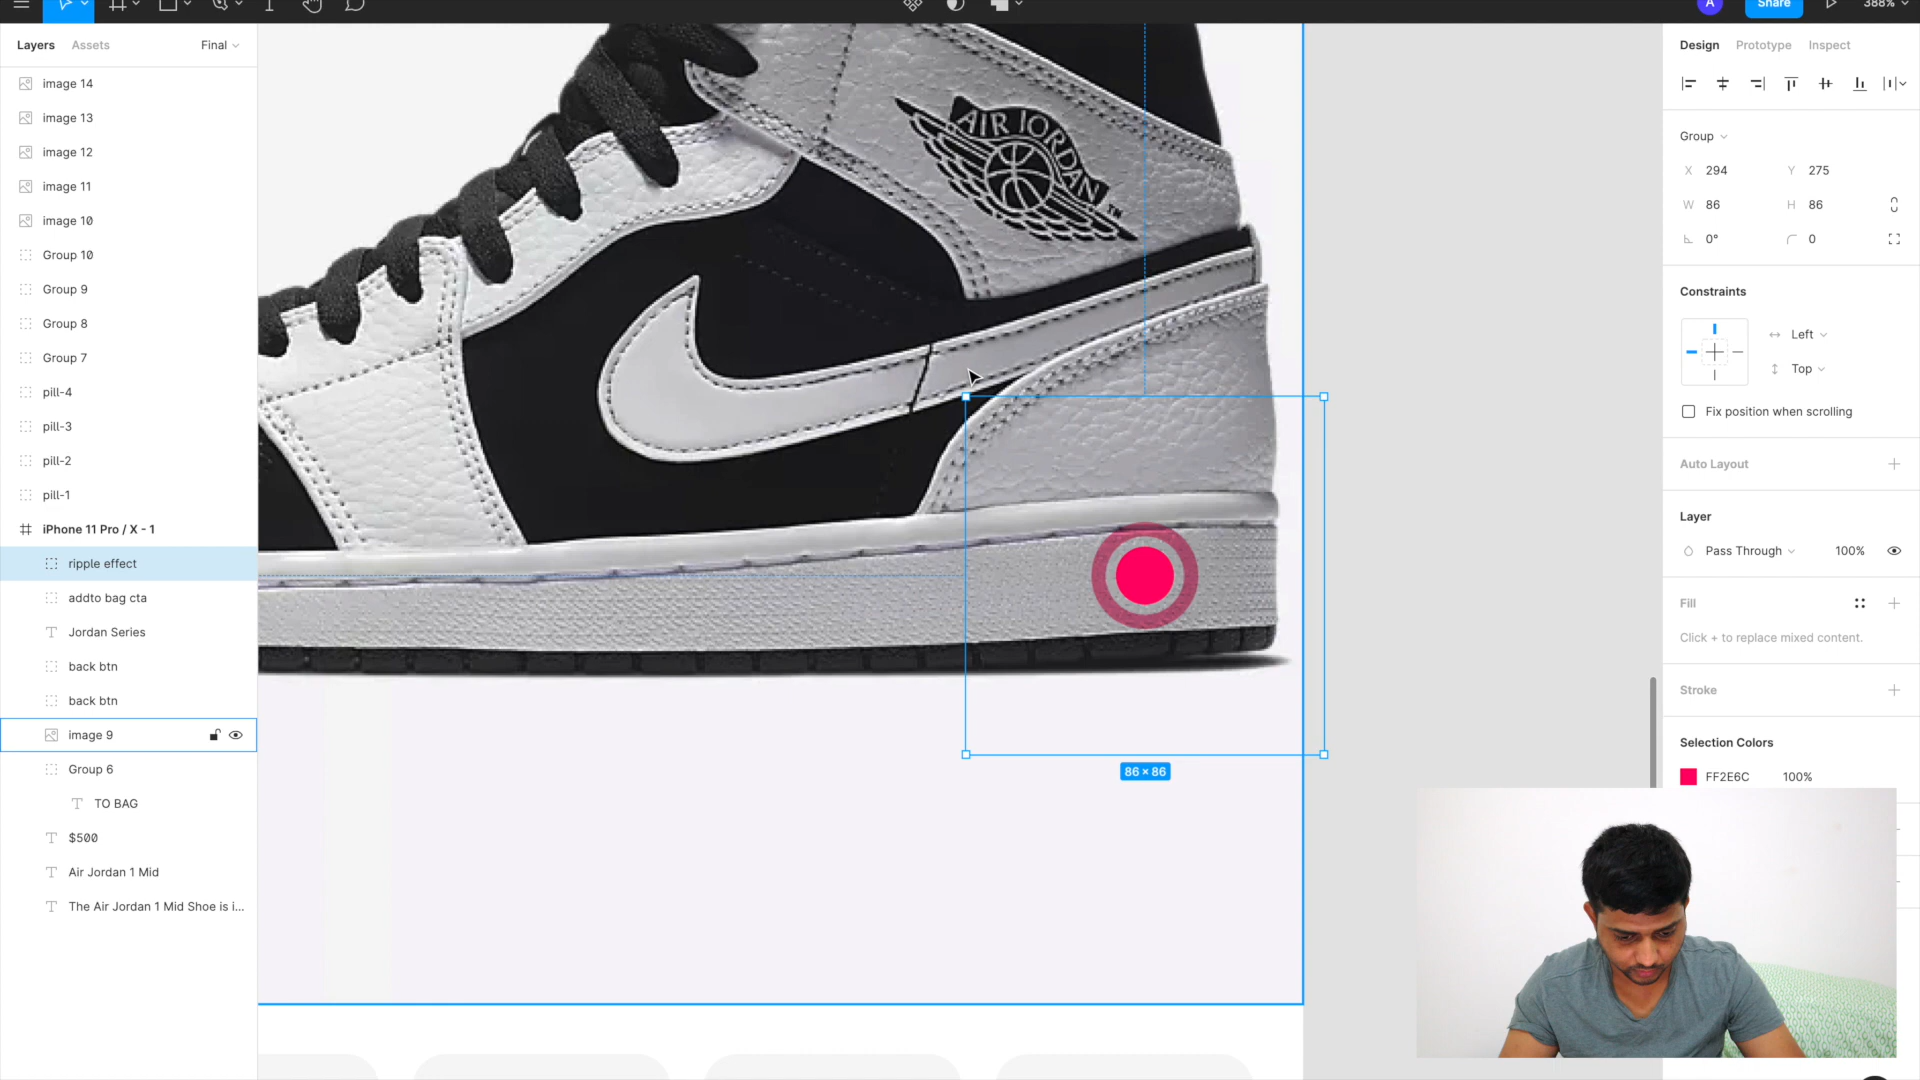 A
Share
388%
Layers
Assets
Final
Design
Prototype
Inspect
image 14
image 13
image 12
image 11
image 10
Group 10
Group 9
Group 8
Group 7
pill-4
pill-3
pill-2
pill-1
iPhone 11 Pro / X - 1
ripple effect
addto bag cta
Jordan Series
back btn
back btn
image 9
Group 6
TO BAG
$500
Air Jordan 1 Mid
The Air Jordan 1 Mid Shoe is i...
AIR JORDAN
TM
86 × 86
Group
X 294
Y 275
W 86
H 86
0°
0
Constraints
Left
Top
Fix position when scrolling
Auto Layout
Layer
Pass Through
100%
Fill
Click + to replace mixed content.
Stroke
Selection Colors
FF2E6C 100%